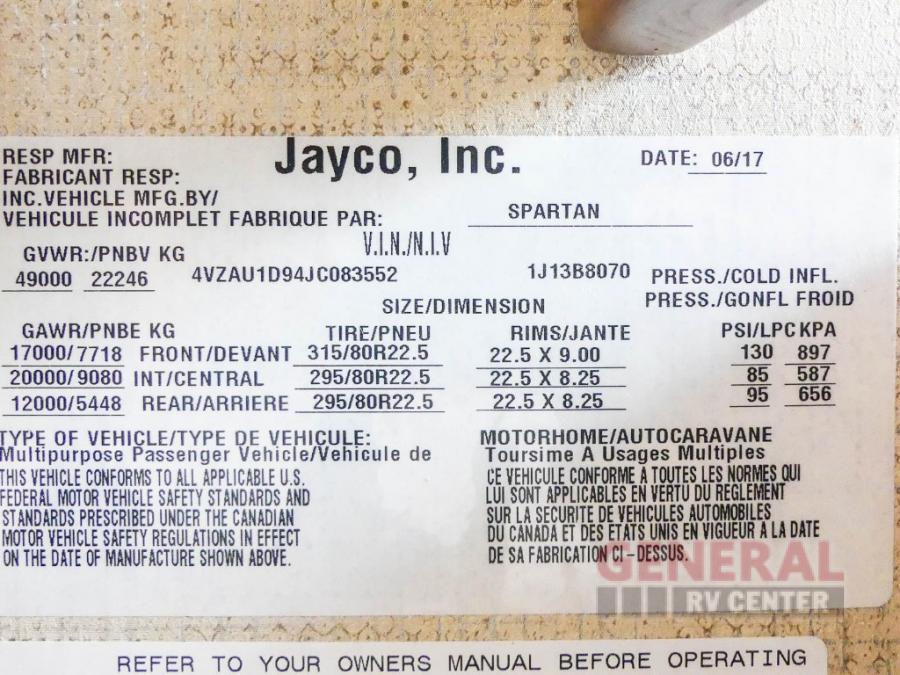 Jayco, Inc.
RESP MFR:
FABRICANT RESP:
DATE: 06/17
INC.VEHICLE MFG.BY/
VEHICULE INCOMPLET FABRIQUE PAR: SPARTAN
GVWR:/PNBV KG V.I.N./N.I.V
49000 22246 4VZAU1D94JC083552 1J13B8070 PRESS./COLD INFL.
SIZE/DIMENSION PRESS./GONFL FROID
GAWR/PNBE KG TIRE/PNEU RIMS/JANTE PSI/LPC KPA
17000/7718 FRONT/DEVANT 315/80R22.5 22.5 X 9.00 130 897
20000/9080 INT/CENTRAL 295/80R22.5 22.5 X 8.25 85 587
12000/5448 REAR/ARRIERE 295/80R22.5 22.5 X 8.25 95 656
TYPE OF VEHICLE/TYPE DE VEHICULE: MOTORHOME/AUTOCARAVANE
Multipurpose Passenger Vehicle/Vehicule de Toursime A Usages Multiples
THIS VEHICLE CONFORMS TO ALL APPLICABLE U.S.
FEDERAL MOTOR VEHICLE SAFETY STANDARDS AND
STANDARDS PRESCRIBED UNDER THE CANADIAN
MOTOR VEHICLE SAFETY REGULATIONS IN EFFECT
ON THE DATE OF MANUFACTURE SHOWN ABOVE.
CE VEHICULE CONFORME A TOUTES LES NORMES QUI
LUI SONT APPLICABLES EN VERTU DU REGLEMENT
SUR LA SECURITE DE VEHICULES AUTOMOBILES
DU CANADA ET DES ETATS UNIS EN VIGUEUR A LA DATE
DE SA FABRICATION CI-DESSUS.
GENERAL
RV CENTER
REFER TO YOUR OWNERS MANUAL BEFORE OPERATING